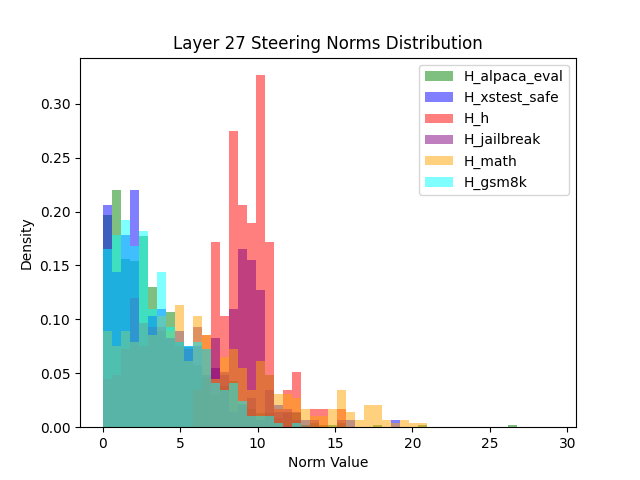 Layer 27 Steering Norms Distribution
H_alpaca_eval
H_xstest_safe
H_h
H_jailbreak
H_math
H_gsm8k
Density
0.30
0.25
0.20
0.15
0.10
0.05
0.00
0 5 10 15 20 25 30
Norm Value